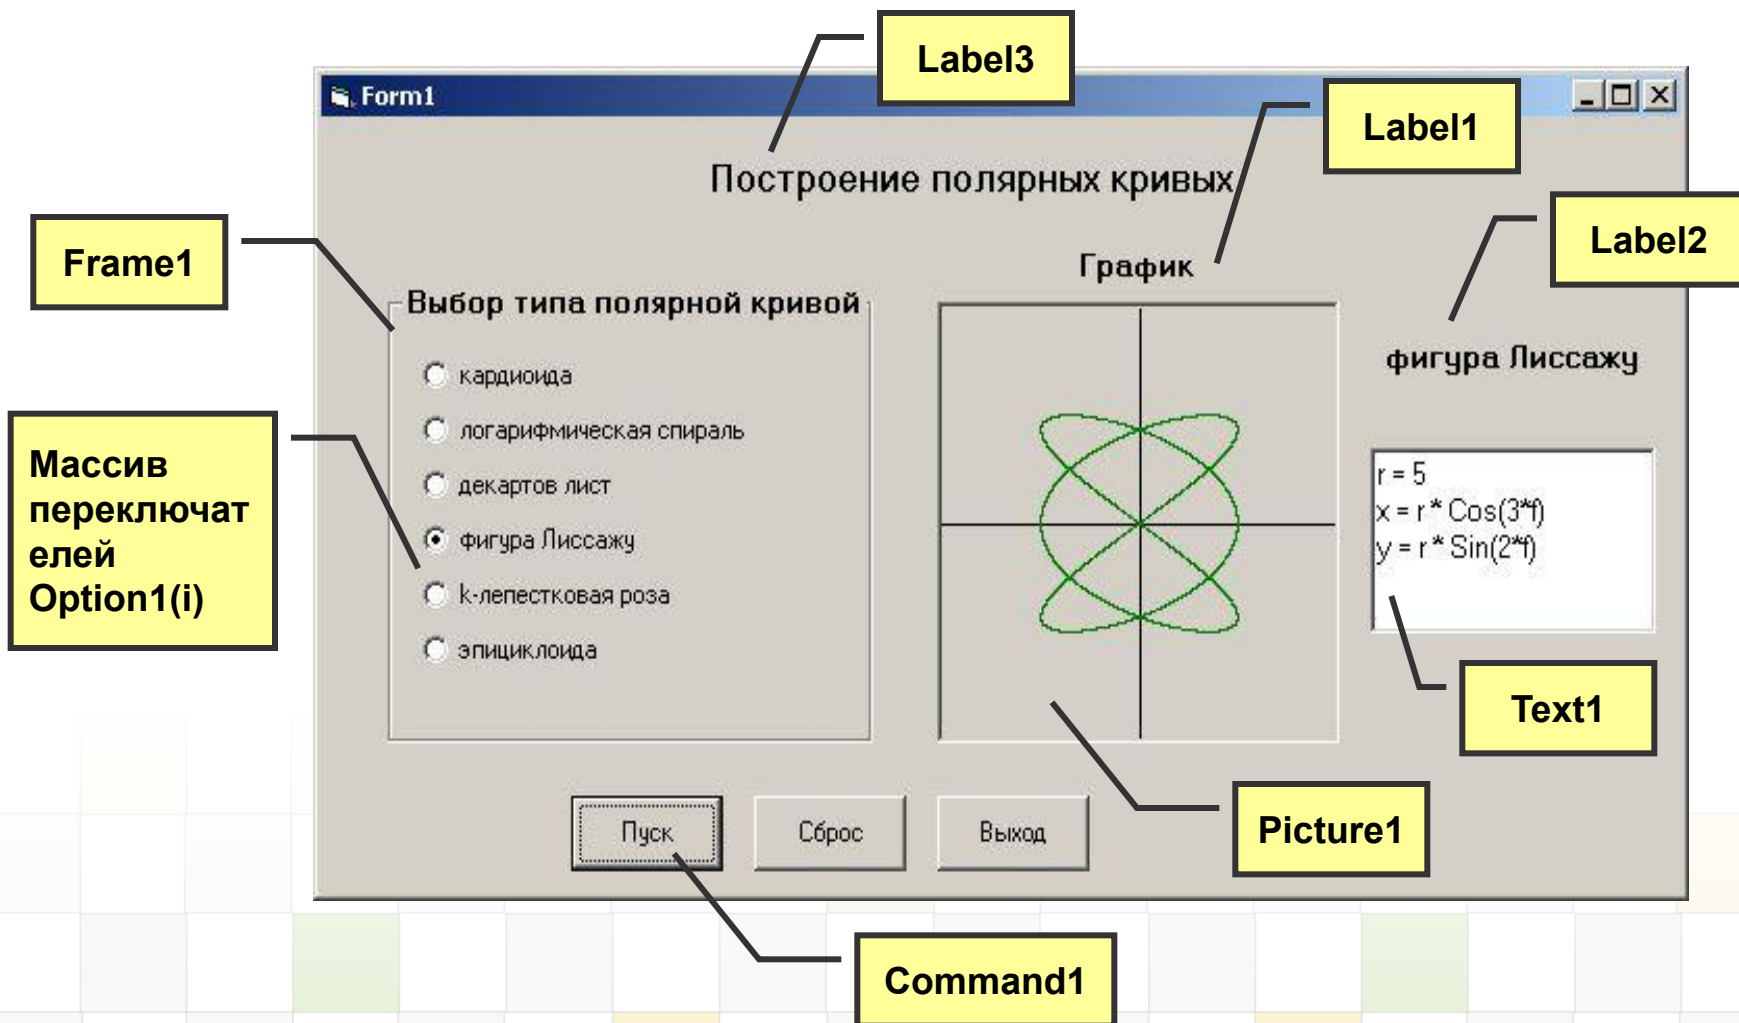 Label3
Form1
Label1
Построение полярных кривых
Label2
Frame1
График
Выбор типа полярной кривой
фигура Лиссажу
кардиоида
логарифмическая спираль
декартов лист
фигура Лиссажу
k-лепестковая роза
эпициклоида
Массив
переключат
елей
Option1(i)
r = 5
x = r * Cos(3*f)
y = r * Sin(2*f)
Text1
Picture1
Пуск
Сброс
Выход
Command1